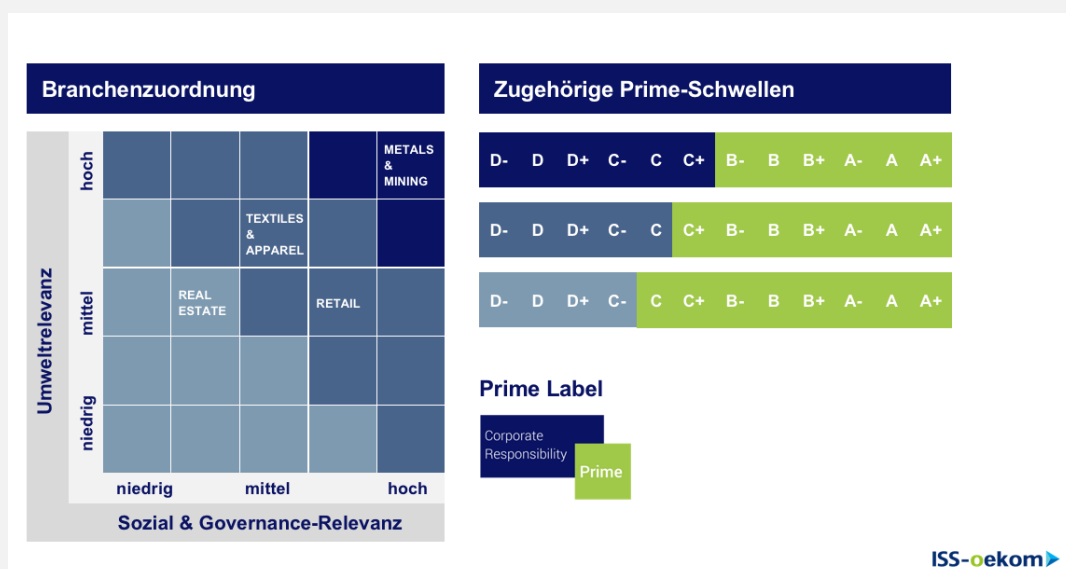 Branchenzuordnung
Umweltrelevanz
hoch
mittel
niedrig
METALS
&
MINING
TEXTILES
&
APPAREL
REAL
ESTATE
RETAIL
niedrig mittel hoch
Sozial & Governance-Relevanz
Zugehörige Prime-Schwellen
D- D D+ C- C C+ B- B B+ A- A A+
D- D D+ C- C C+ B- B B+ A- A A+
D- D D+ C- C C+ B- B B+ A- A A+
Prime Label
Corporate
Responsibility
Prime
ISS-oekom